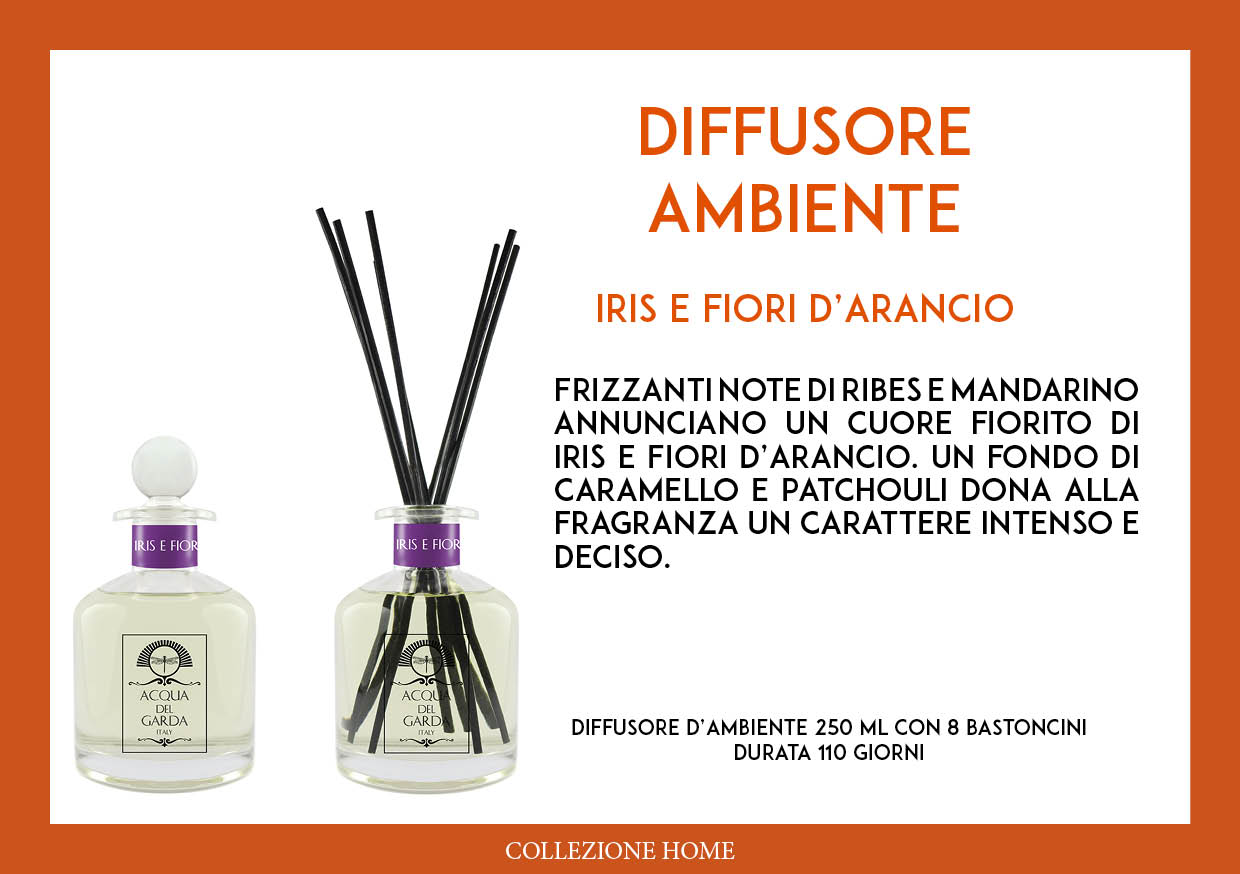 DIFFUSORE
AMBIENTE
IRIS E FIORI D’ARANCIO
FRIZZANTI NOTE DI RIBES E MANDARINO
ANNUNCIANO UN CUORE FIORITO DI
IRIS E FIORI D’ARANCIO. UN FONDO DI
CARAMELLO E PATCHOULI DONA ALLA
FRAGRANZA UN CARATTERE INTENSO E
DECISO.
IRIS E FIOR
ACQUA
DEL
GARDA
ITALY
IRIS E FIOR
ACQUA
DEL
GARDA
ITALY
DIFFUSORE D’AMBIENTE 250 ML CON 8 BASTONCINI
DURATA 110 GIORNI
COLLEZIONE HOME